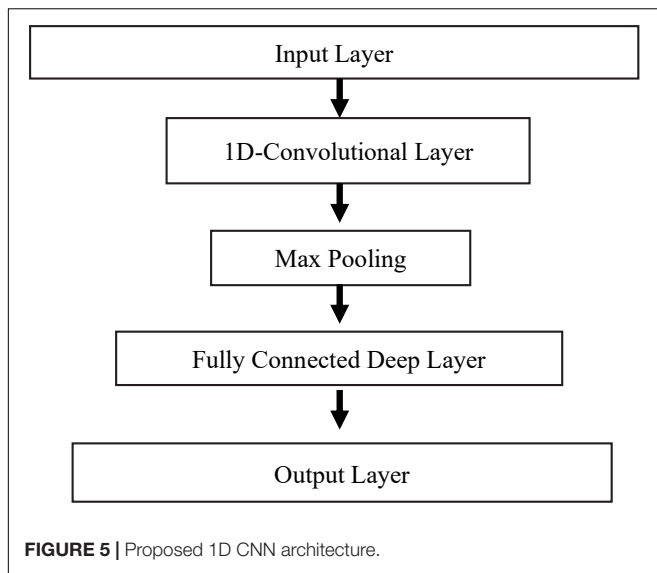 Input Layer
1D-Convolutional Layer
Max Pooling
Fully Connected Deep Layer
Output Layer
FIGURE 5 | Proposed 1D CNN architecture.